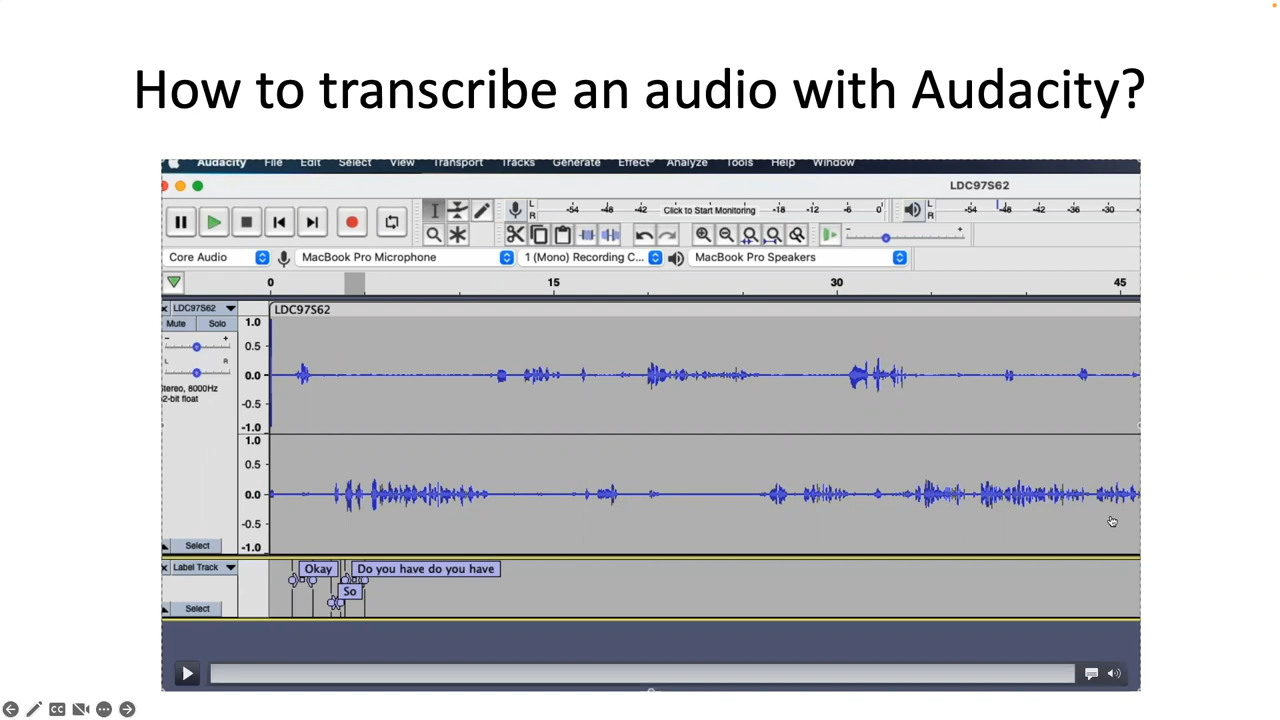 How to transcribe an audio with Audacity?
Audacity File Edit Select View Transport Tracks Generate Effect Analyze Tools Help Window
LDC97S62
L R -54 -48 -42 Click to Start Monitoring -18 -12 -6 0 L R -54 -48 -42 -36 -30
Core Audio MacBook Pro Microphone 1 (Mono) Recording C... MacBook Pro Speakers
0 15 30 45
LDC97S62 LDC97S62
Mute Solo 1.0
- + 0.5
L R 0.0
Stereo, 8000Hz
2-bit float -0.5
-1.0
1.0
0.5
0.0
-0.5
Select -1.0
Label Track Okay Do you have do you have
So
Select
CC